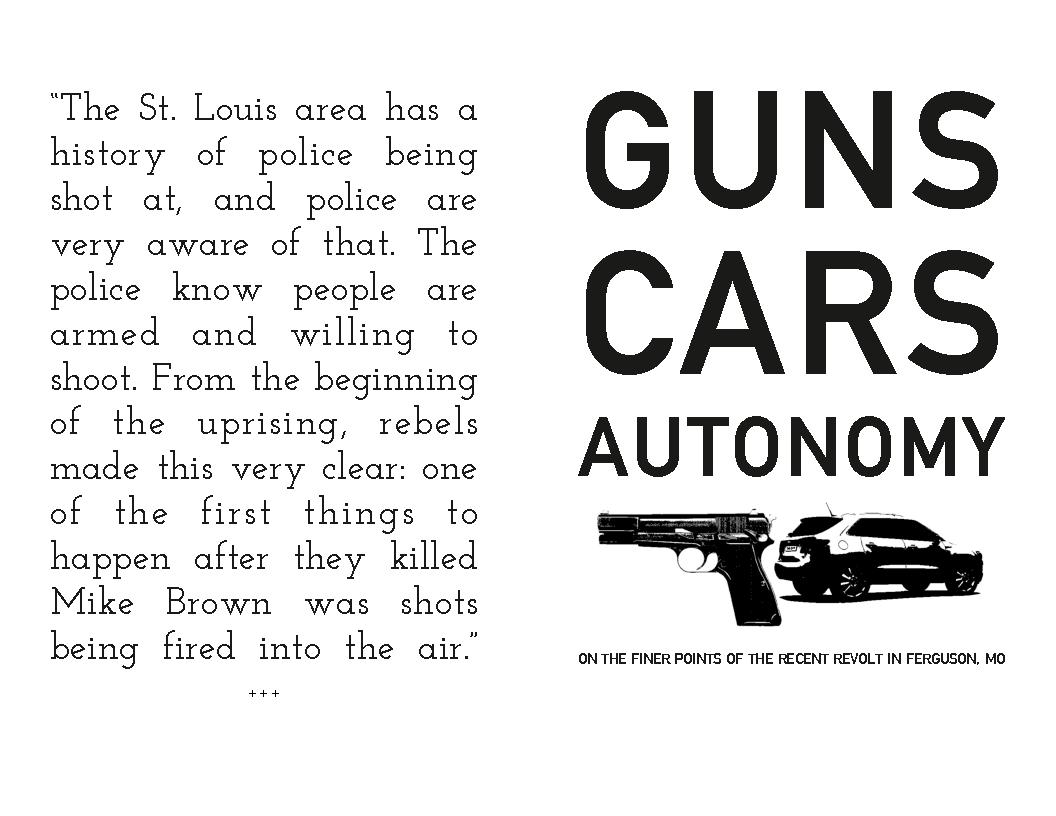 “The St. Louis area has a
history of police being
shot at, and police are
very aware of that. The
police know people are
armed and willing to
shoot. From the beginning
of the uprising, rebels
made this very clear: one
of the first things to
happen after they killed
Mike Brown was shots
being fired into the air.”
+++
GUNS
CARS
AUTONOMY
ON THE FINER POINTS OF THE RECENT REVOLT IN FERGUSON, MO